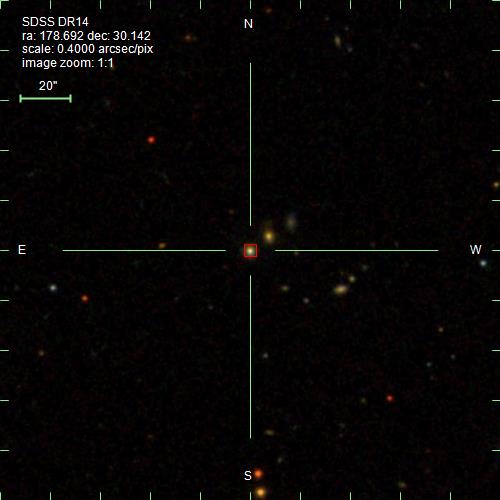 SDSS DR14
ra: 178.692 dec: 30.142
scale: 0.4000 arcsec/pix
image zoom: 1:1
20"
N
E
W
S